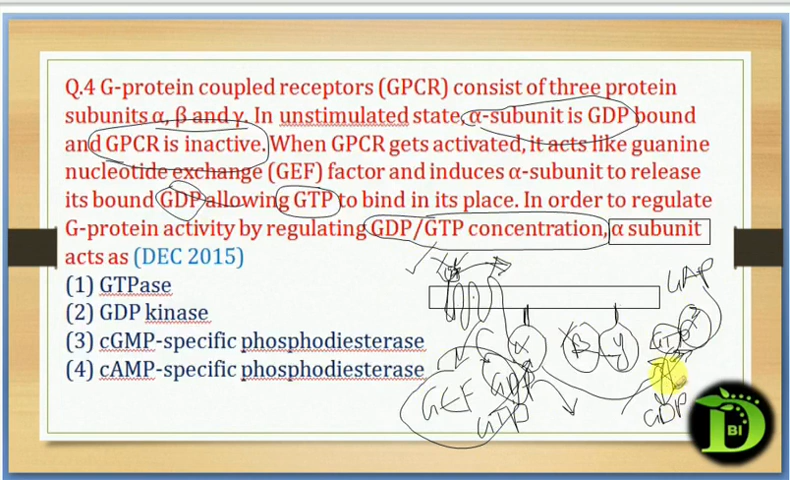 Q.4 G-protein coupled receptors (GPCR) consist of three protein
subunits α, β and γ. In unstimulated state, α-subunit is GDP bound
and GPCR is inactive. When GPCR gets activated, it acts like guanine
nucleotide exchange (GEF) factor and induces α-subunit to release
its bound GDP allowing GTP to bind in its place. In order to regulate
G-protein activity by regulating GDP/GTP concentration, α subunit
acts as (DEC 2015)
(1) GTPase
(2) GDP kinase
(3) cGMP-specific phosphodiesterase
(4) cAMP-specific phosphodiesterase
GAP
α β γ GTP
GEF GDP
GTP
GDP
DBI